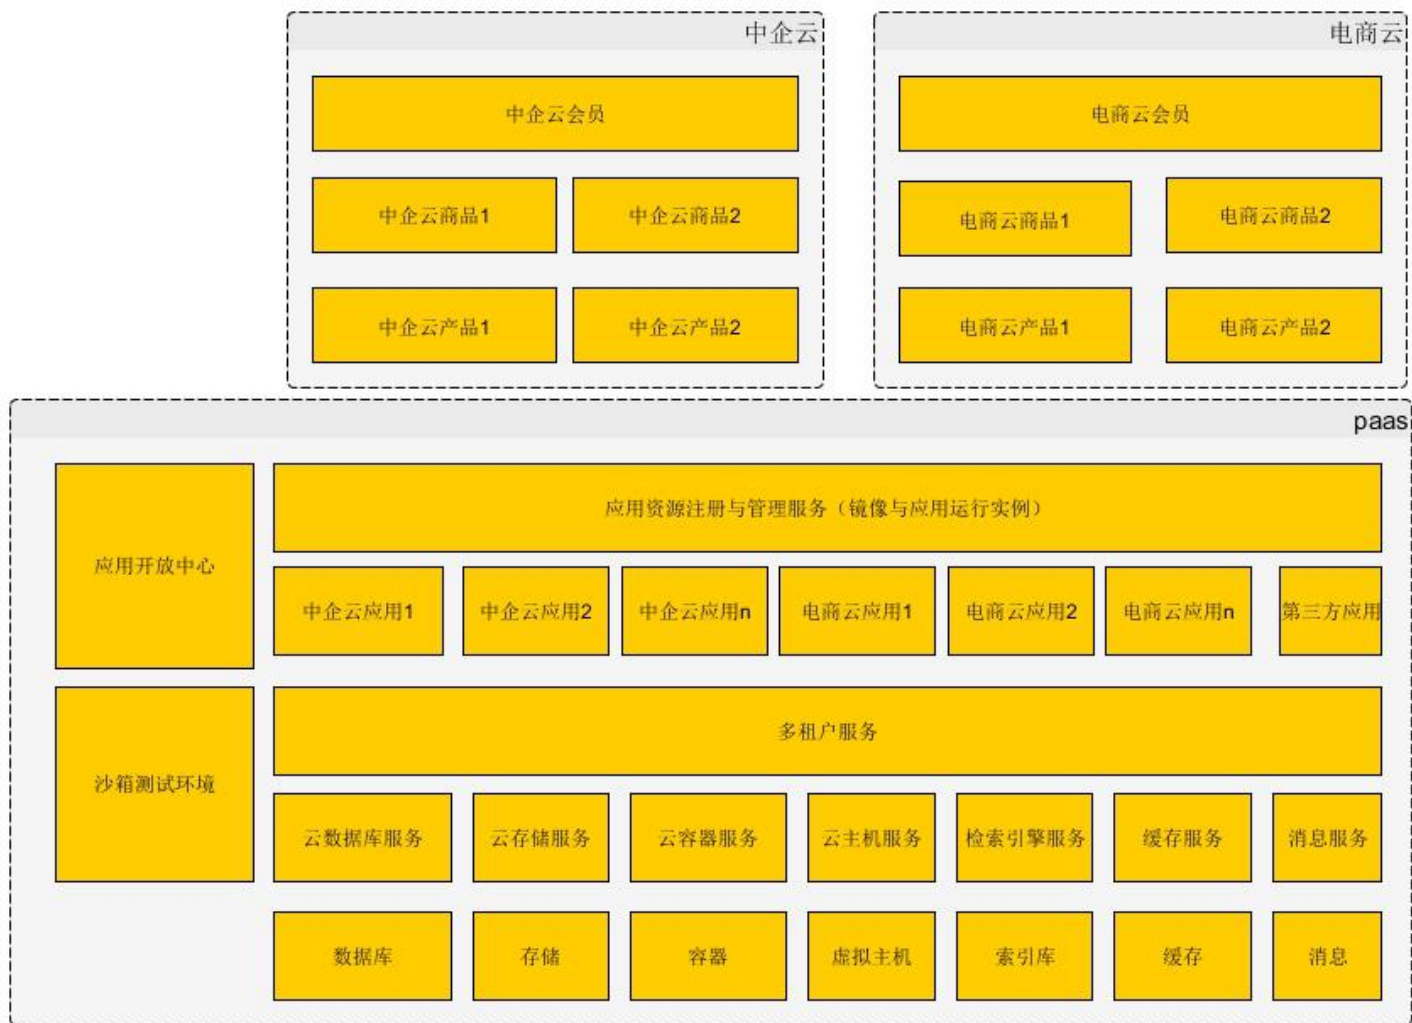 中企云
中企云会员
中企云商品1
中企云商品2
中企云产品1
中企云产品2
电商云
电商云会员
电商云商品1
电商云商品2
电商云产品1
电商云产品2
paas
应用开放中心
应用资源注册与管理服务（镜像与应用运行实例）
中企云应用1
中企云应用2
中企云应用n
电商云应用1
电商云应用2
电商云应用n
第三方应用
沙箱测试环境
多租户服务
云数据库服务
云存储服务
云容器服务
云主机服务
检索引擎服务
缓存服务
消息服务
数据库
存储
容器
虚拟主机
索引库
缓存
消息